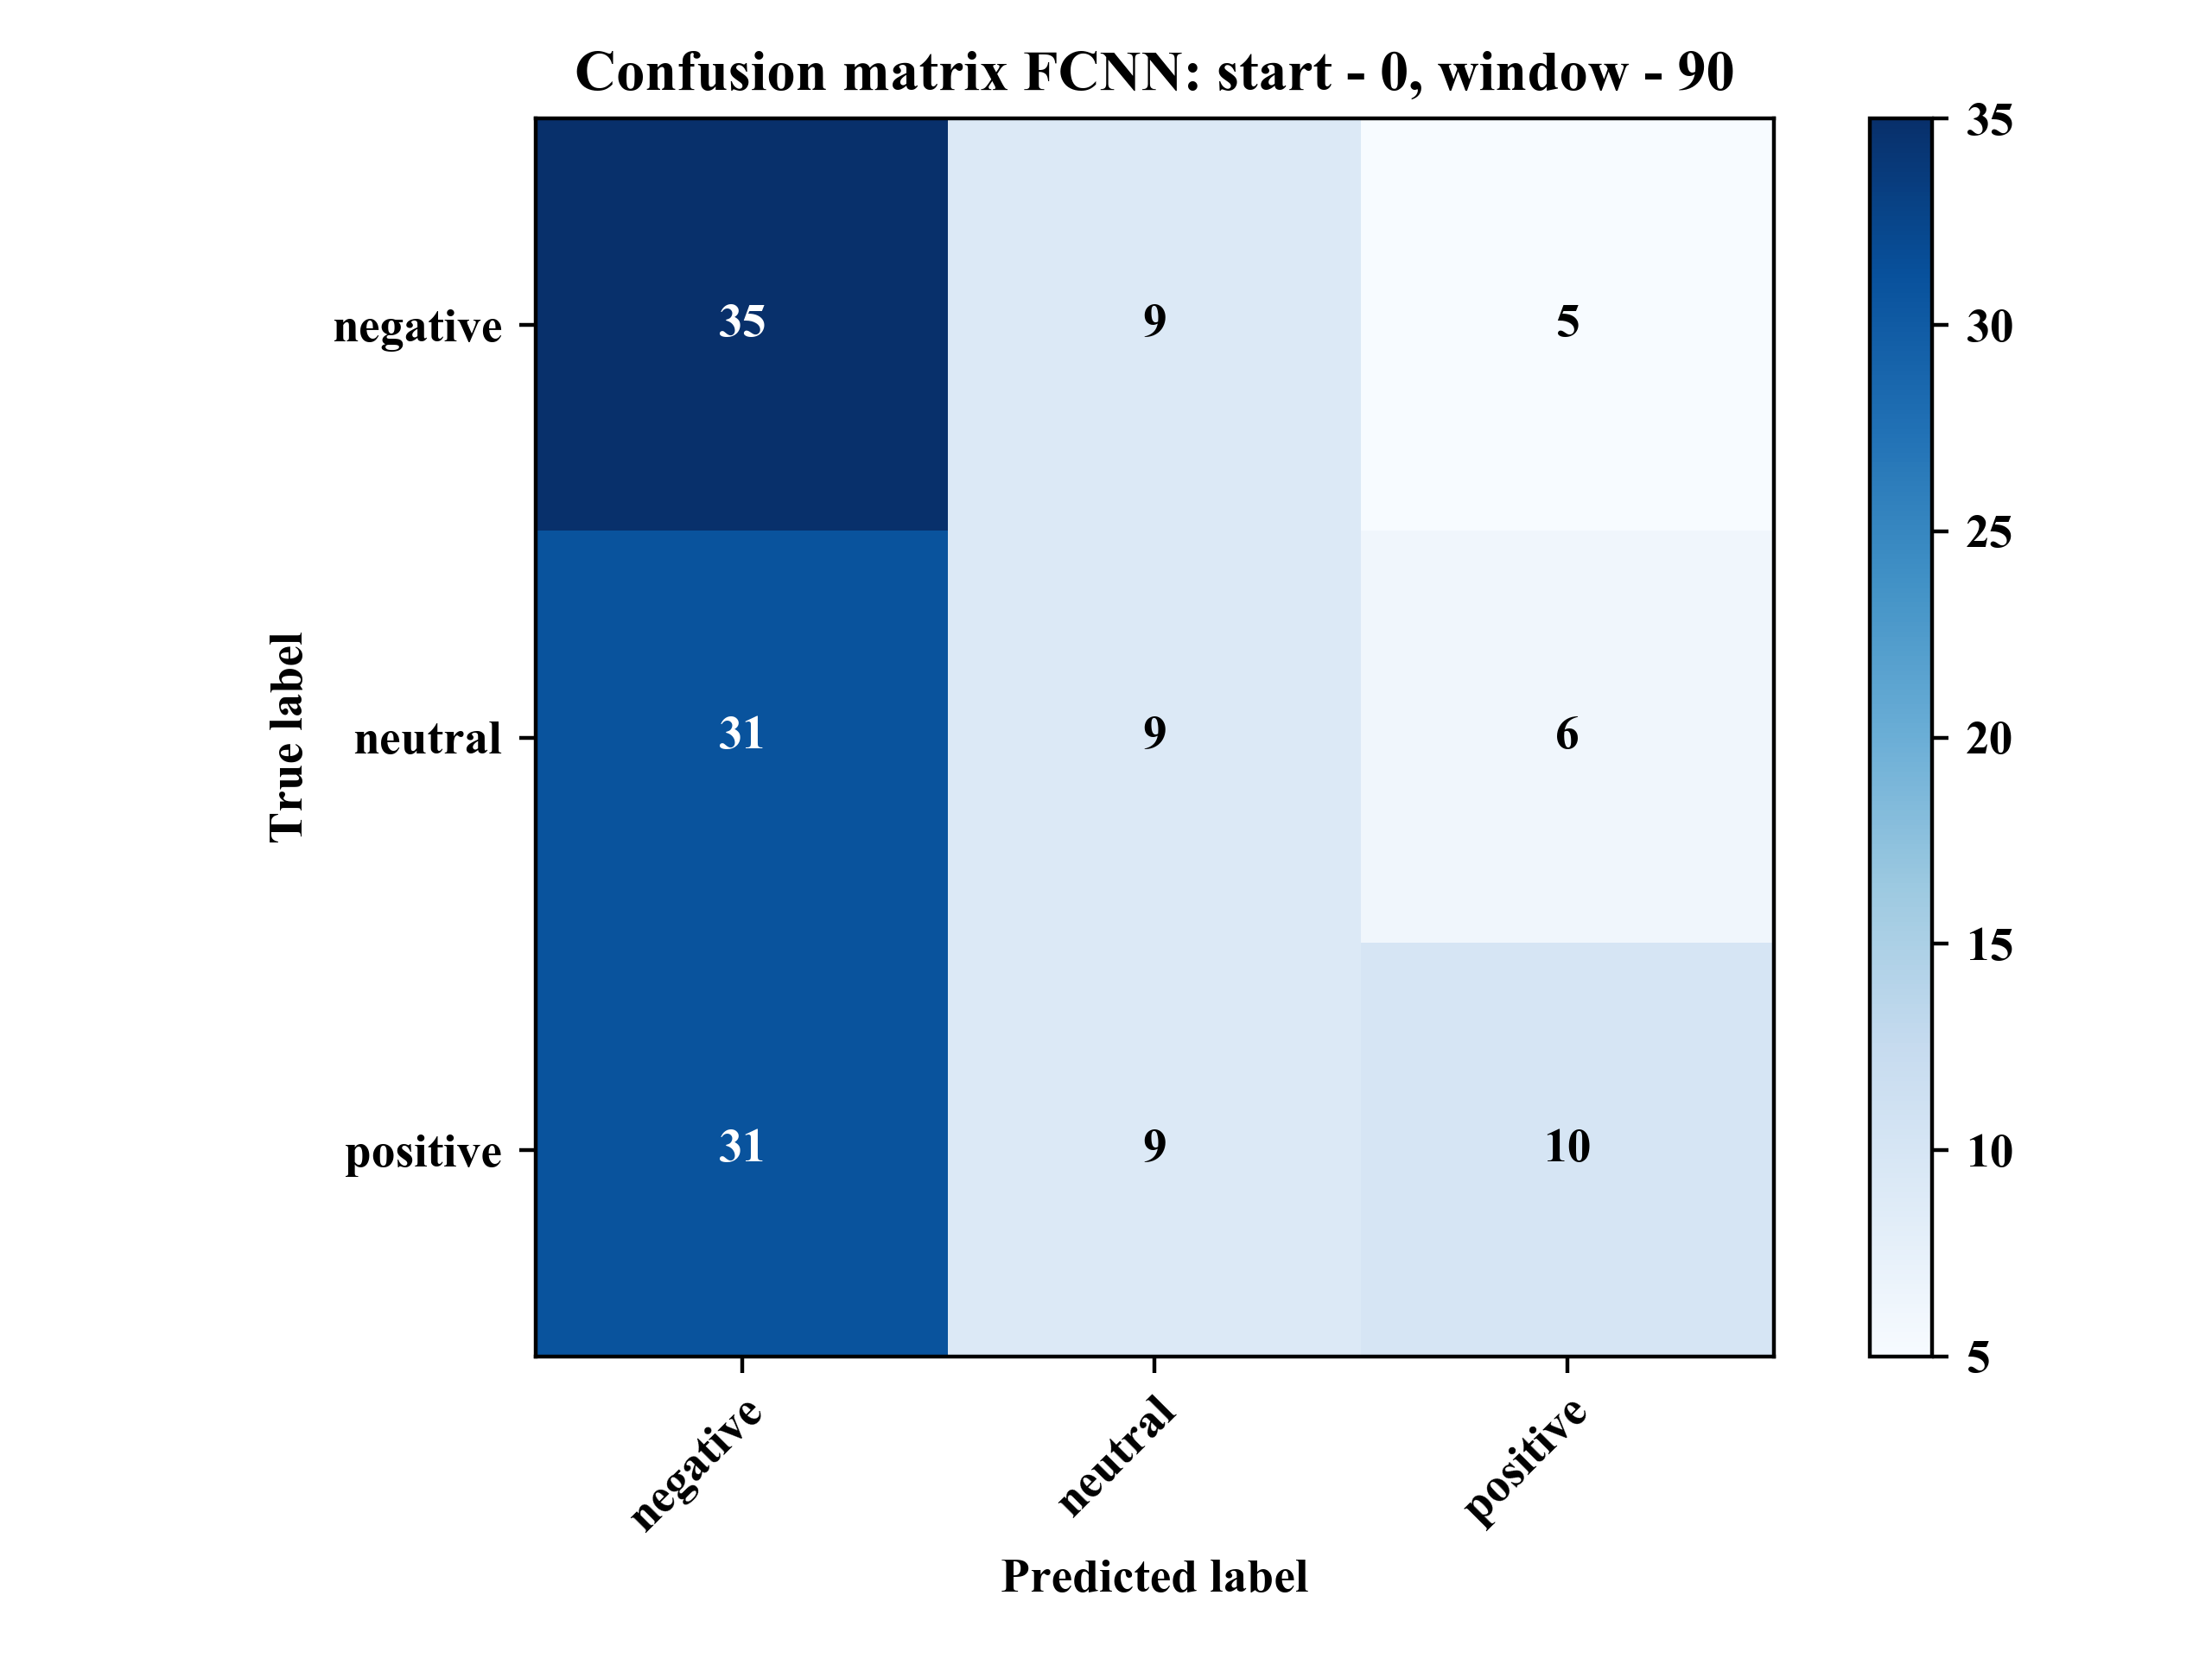 Confusion matrix FCNN: start - 0, window - 90
True label
negative
35 9 5
neutral
31 9 6
positive
31 9 10
negative
neutral
positive
Predicted label
35
30
25
20
15
10
5